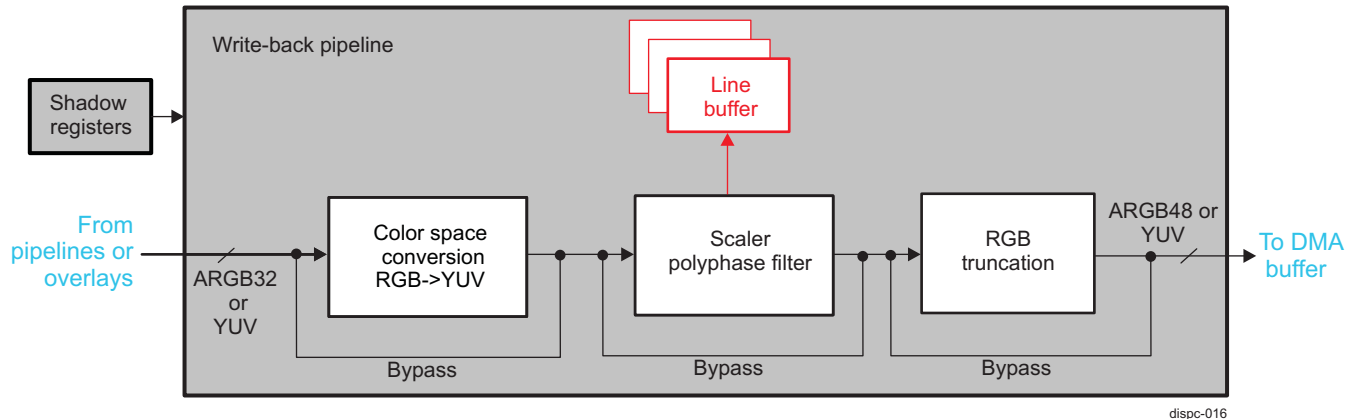 Write-back pipeline
Line
buffer
Shadow
registers
From
pipelines or
overlays
ARGB32
or
YUV
Color space
conversion
RGB->YUV
Scaler
polyphase filter
RGB
truncation
ARGB48 or
YUV
To DMA
buffer
Bypass
Bypass
Bypass
dispc-016